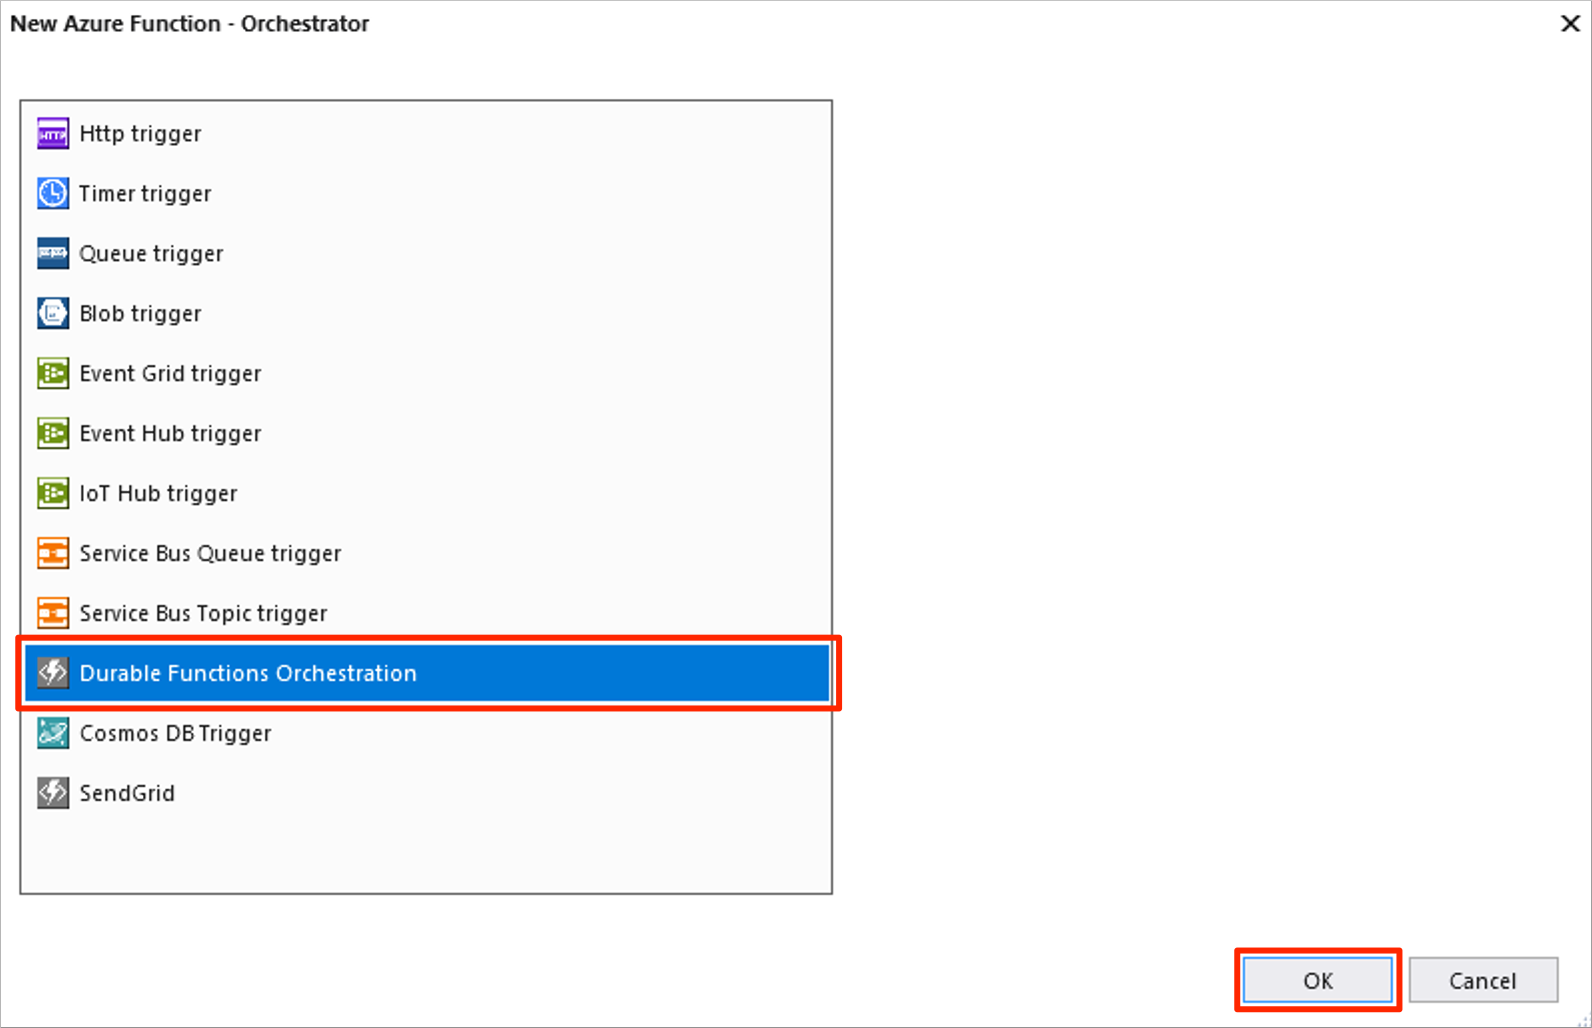 New Azure Function - Orchestrator
HTTP Http trigger
Timer trigger
Queue trigger
Blob trigger
Event Grid trigger
Event Hub trigger
IoT Hub trigger
Service Bus Queue trigger
Service Bus Topic trigger
Durable Functions Orchestration
Cosmos DB Trigger
SendGrid
OK Cancel